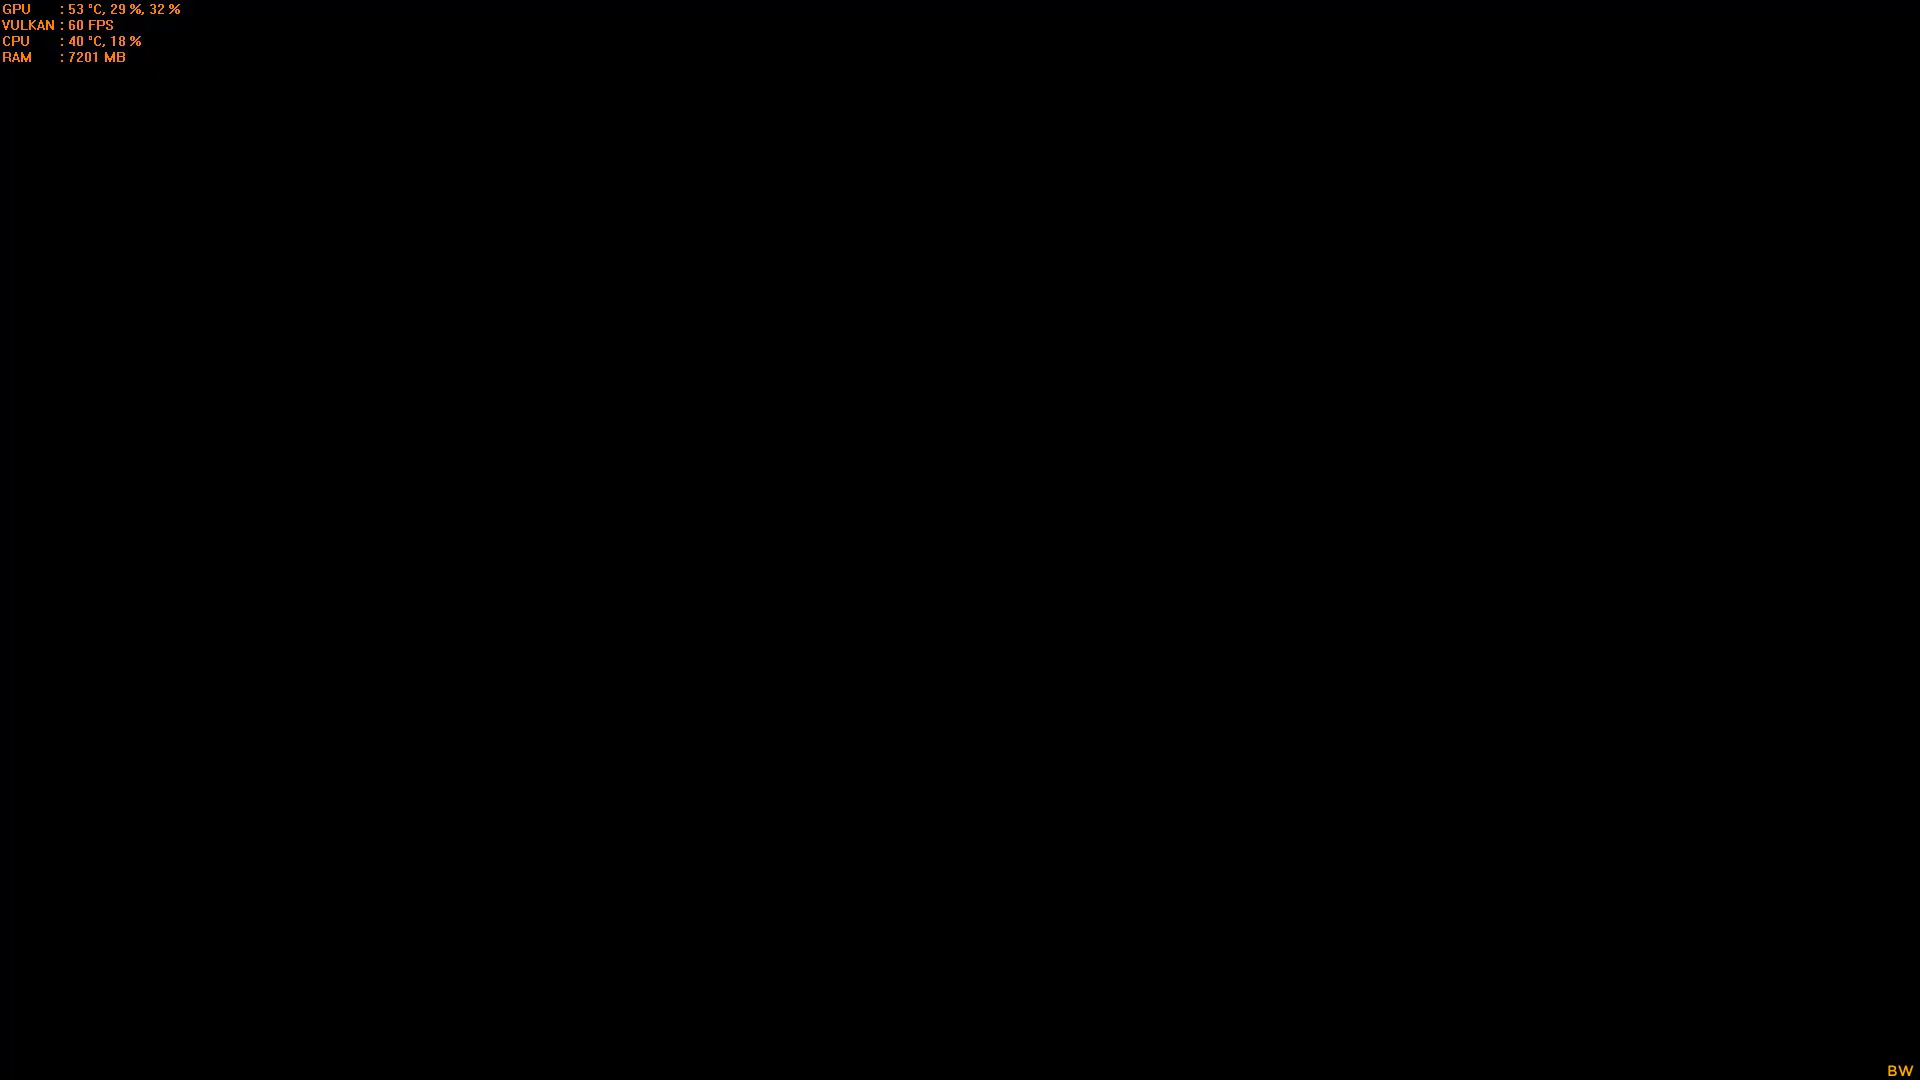 GPU : 53 °C, 29 %, 32 %
VULKAN : 60 FPS
CPU : 40 °C, 18 %
RAM : 7201 MB
BW